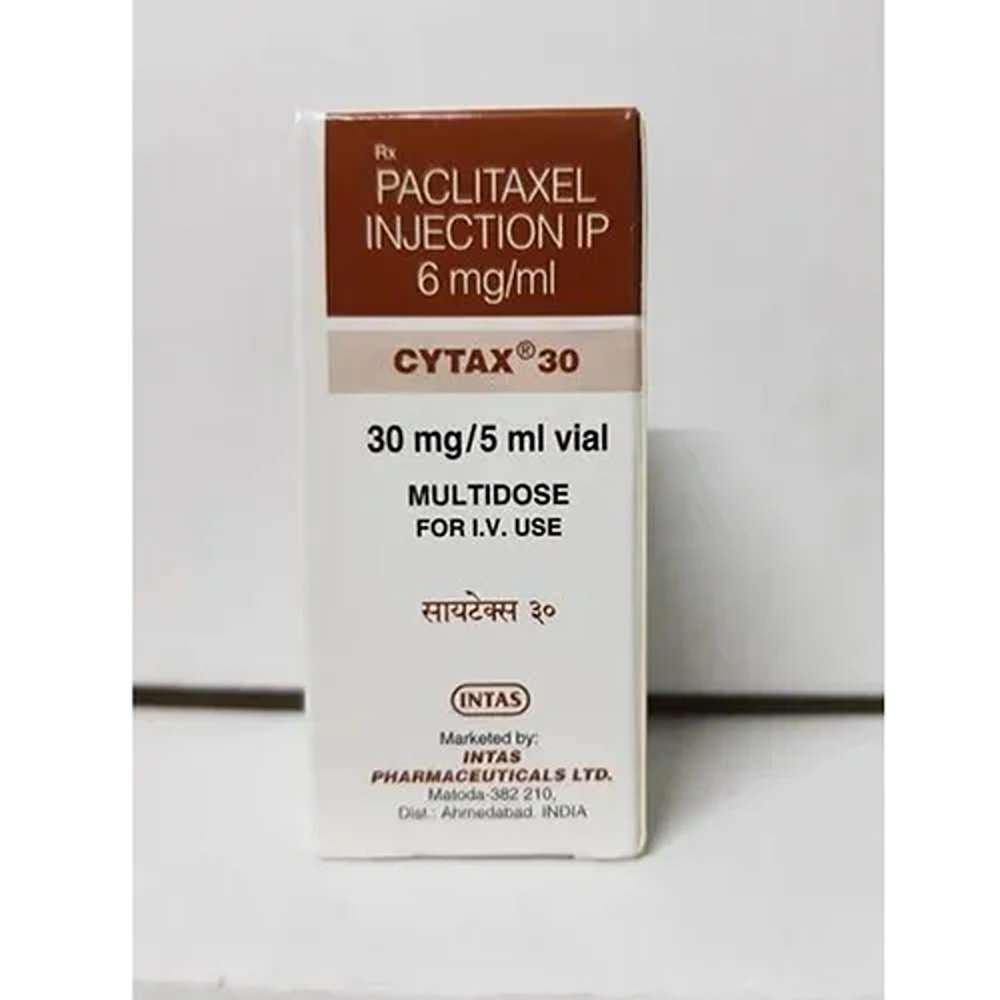 Rx
PACLITAXEL
INJECTION IP
6 mg/ml
CYTAX® 30
30 mg/5 ml vial
MULTIDOSE
FOR I.V. USE
सायटेक्स ३०
INTAS
Marketed by:
INTAS
PHARMACEUTICALS LTD.
Matoda-382 210,
Dist.: Ahmedabad. INDIA